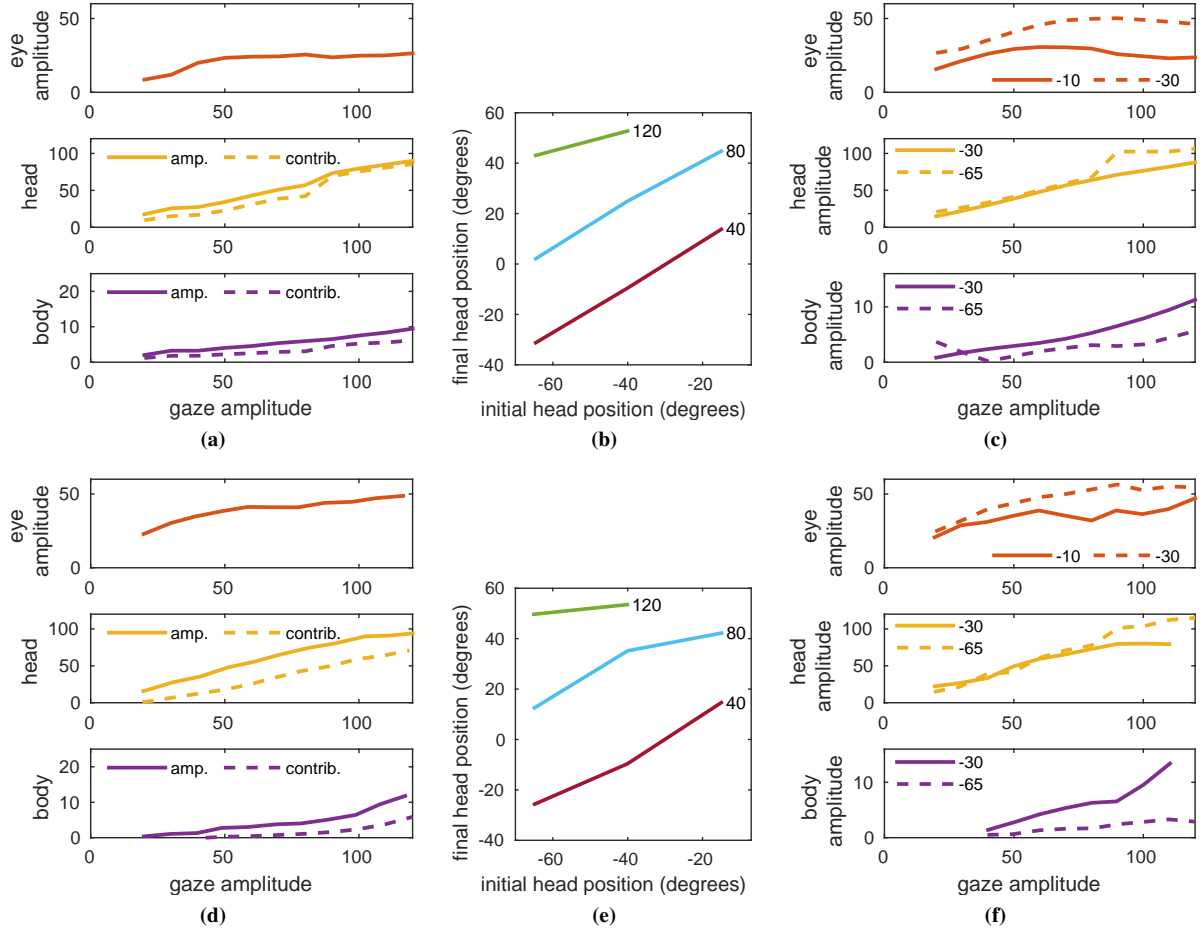 50
eye
amplitude
0
0 50 100
100 amp. contrib.
head
50
0
0 50 100
20 amp. contrib.
body
10
0
0 50 100
gaze amplitude
(a)
60
120
80
40
40
20
0
-20
-40
-60 -40 -20
final head position (degrees)
initial head position (degrees)
(b)
50
eye
amplitude
-10 -30
0
0 50 100
100 -30
-65
head
amplitude
50
0
0 50 100
-30
10
-65
body
amplitude
0
0 50 100
gaze amplitude
(c)
50
eye
amplitude
0
0 50 100
100 amp. contrib.
head
50
0
0 50 100
20 amp. contrib.
body
10
0
0 50 100
gaze amplitude
(d)
60
120
80
40
40
20
0
-20
-40
-60 -40 -20
final head position (degrees)
initial head position (degrees)
(e)
50
eye
amplitude
-10 -30
0
0 50 100
100 -30
-65
head
amplitude
50
0
0 50 100
-30
10
-65
body
amplitude
0
0 50 100
gaze amplitude
(f)